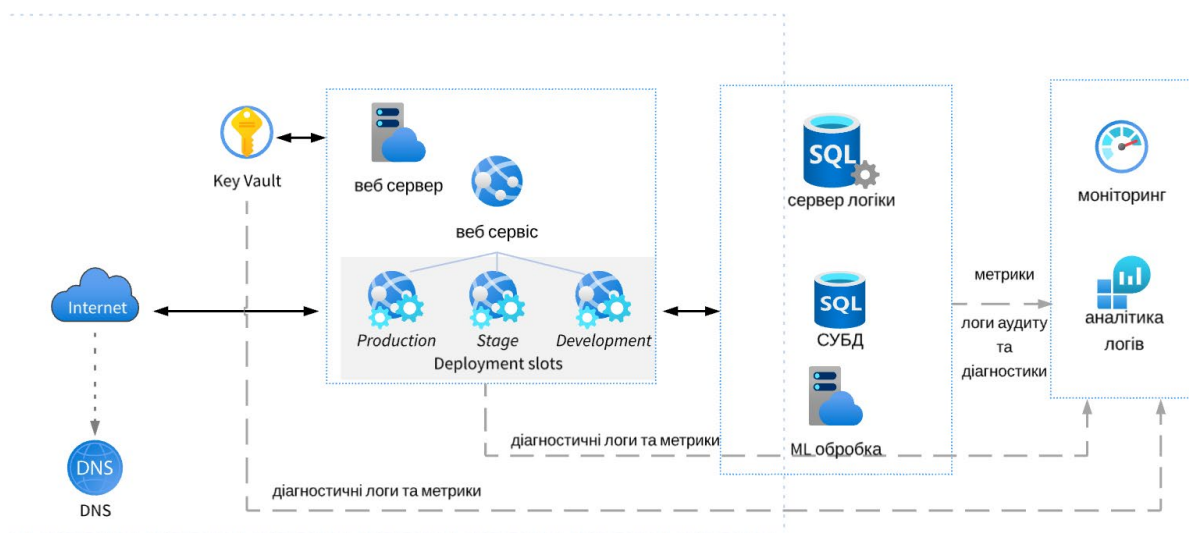 Key Vault
веб сервер
веб сервіс
Production
Stage
Development
Deployment slots
Internet
DNS
DNS
SQL
сервер логіки
SQL
СУБД
ML обробка
метрики
логи аудиту
та
діагностики
моніторинг
аналітика
логів
діагностичні логи та метрики
діагностичні логи та метрики